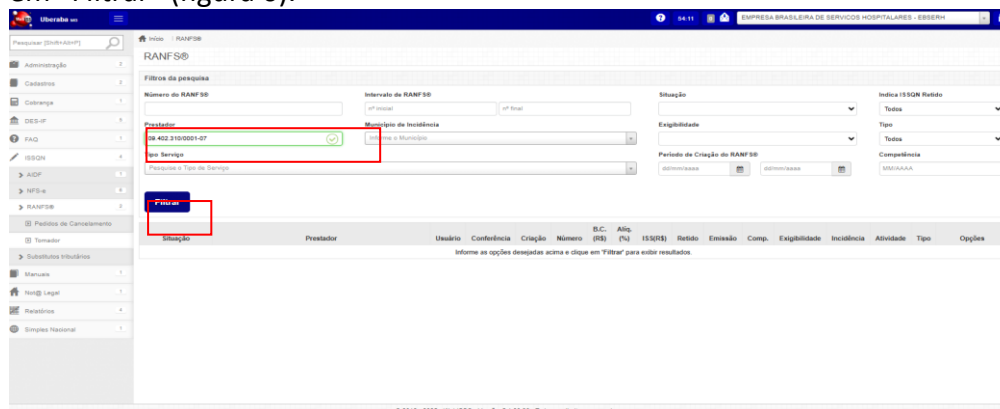 em "Filtrar" (figura 6).
Uberaba MG
54:11
EMPRESA BRASILEIRA DE SERVICOS HOSPITALARES - EBSERH
Pesquisar [Shift+Alt+P]
Início RANFS®
RANFS®
Administração 2
Cadastros
Cobrança
DES-IF
FAQ
ISSQN
AIDF
NFS-e
RANFS® 2
Pedidos de Cancelamento
Tomador
Substitutos tributários
Manuais
Not@ Legal
Relatórios
Simples Nacional
Filtros da pesquisa
Número do RANFS® Intervalo de RANFS® Situação Indica ISSQN Retido
nº inicial nº final Todos
Prestador Município de Incidência Exigibilidade Tipo
09.402.310/0001-07 Informe o Município Todos
Tipo Serviço Período de Criação do RANFS® Competência
Pesquise o Tipo de Serviço dd/mm/aaaa dd/mm/aaaa MM/AAAA
Filtrar
Situação Prestador Usuário Conferência Criação Número B.C. (R$) Alíq. (%) ISS(R$) Retido Emissão Comp. Exigibilidade Incidência Atividade Tipo Opções
Informe as opções desejadas acima e clique em 'Filtrar' para exibir resultados.